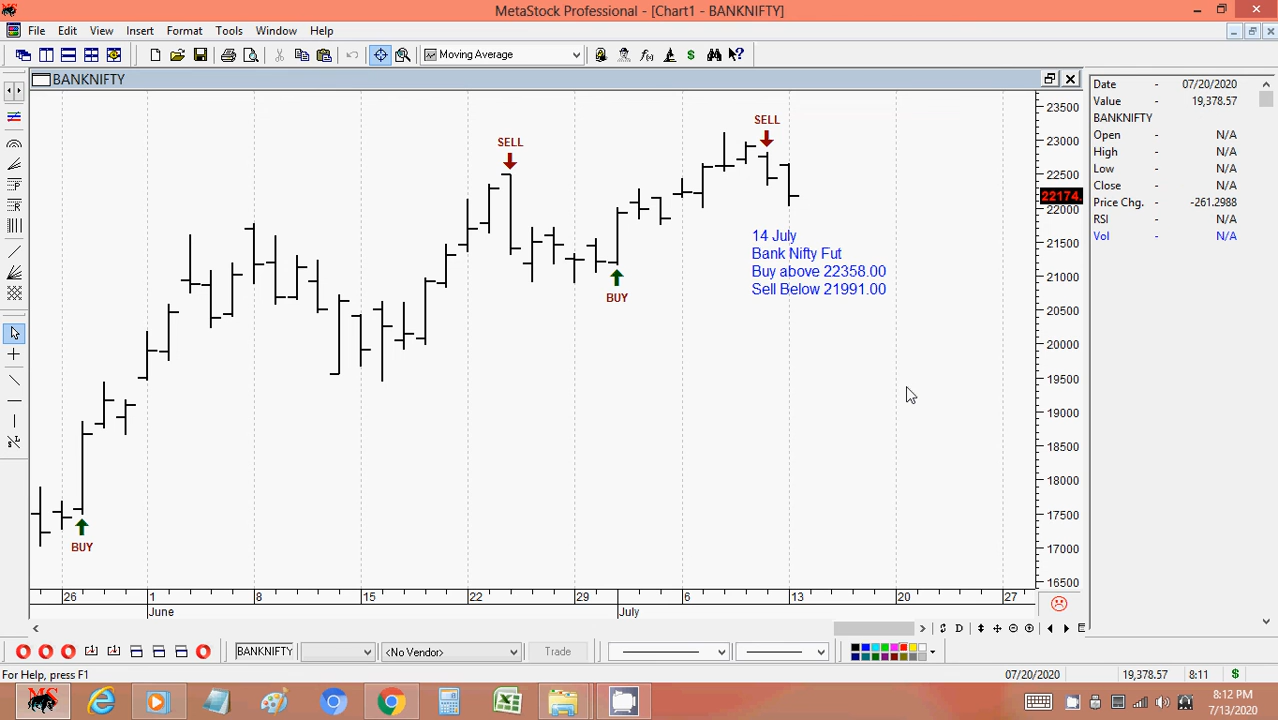 MetaStock Professional - [Chart1 - BANKNIFTY]
File Edit View Insert Format Tools Window Help
Moving Average
BANKNIFTY
Date - 07/20/2020
Value - 19,378.57
BANKNIFTY
Open - N/A
High - N/A
Low - N/A
Close - N/A
Price Chg. - -261.2988
RSI - N/A
Vol - N/A
23500
23000
22500
22174.
22000
21500
21000
20500
20000
19500
19000
18500
18000
17500
17000
16500
SELL
SELL
BUY
BUY
14 July
Bank Nifty Fut
Buy above 22358.00
Sell Below 21991.00
26 1 8 15 22 29 6 13 20 27
June July
BANKNIFTY <No Vendor> Trade
For Help, press F1 07/20/2020 19,378.57 8:11
8:12 PM
7/13/2020